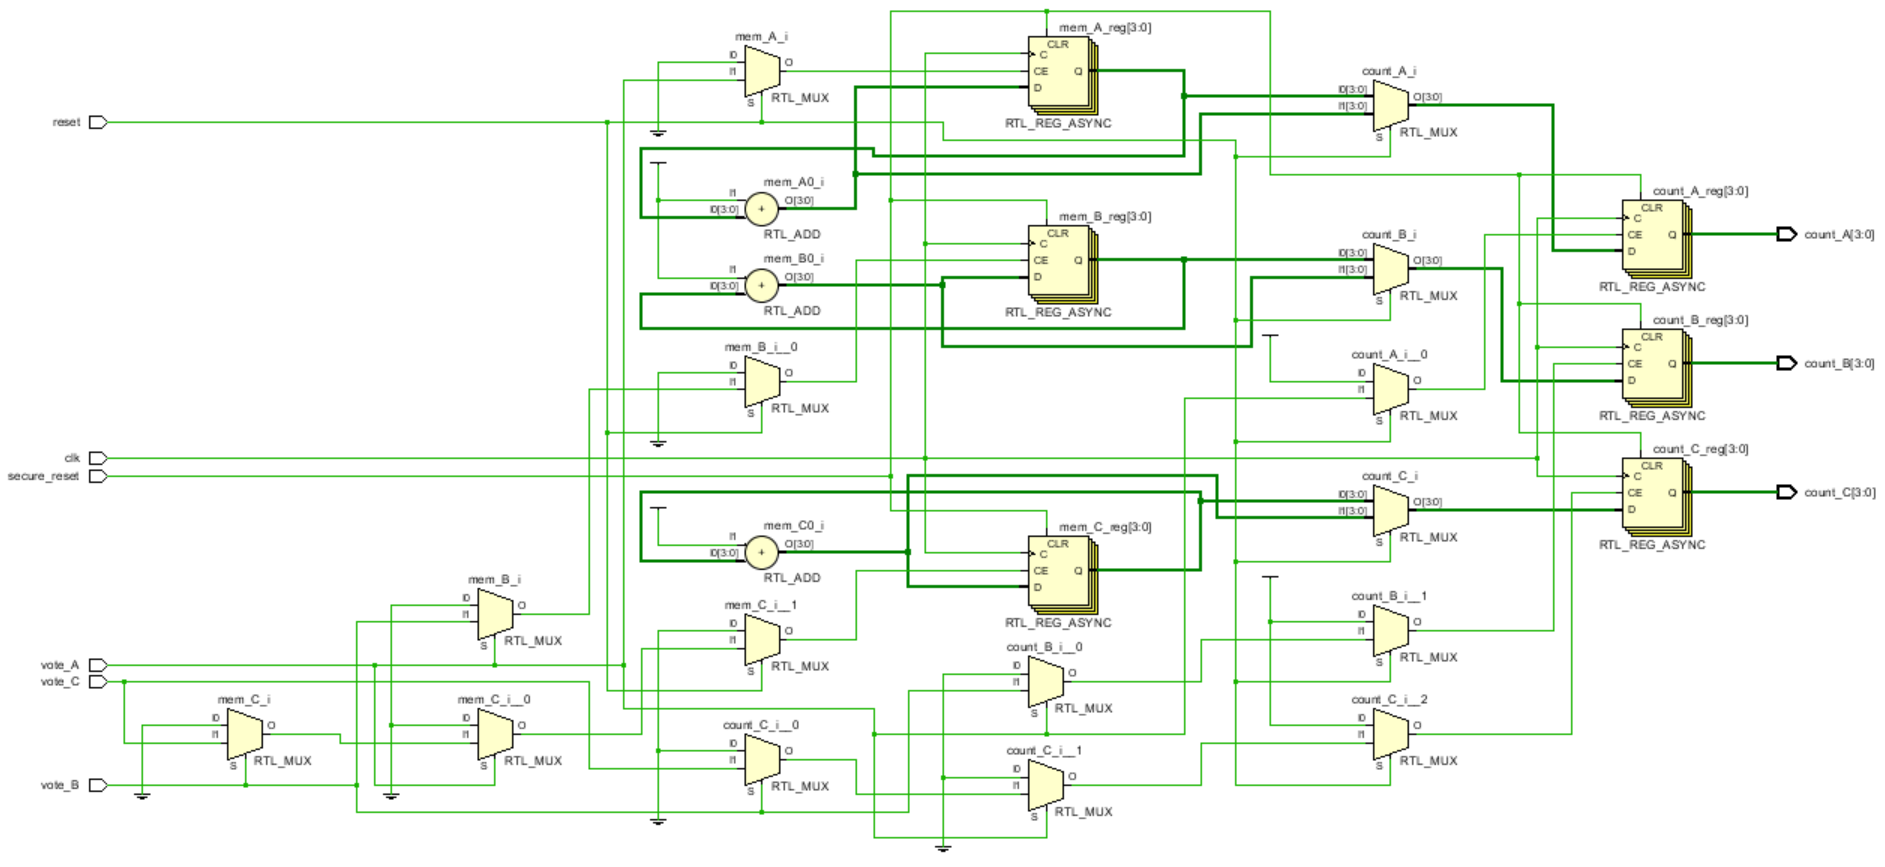 reset
clk
secure_reset
vote_A
vote_C
vote_B
mem_C_i
I0
I1
O
S
RTL_MUX
mem_B_i
I0
I1
O
S
RTL_MUX
mem_C_i__0
I0
I1
O
S
RTL_MUX
mem_A_i
I0
I1
O
S
RTL_MUX
mem_A0_i
I1
I0[3:0]
+
O[3:0]
RTL_ADD
mem_B0_i
I1
I0[3:0]
+
O[3:0]
RTL_ADD
mem_B_i__0
I0
I1
O
S
RTL_MUX
mem_C0_i
I1
I0[3:0]
+
O[3:0]
RTL_ADD
mem_C_i__1
I0
I1
O
S
RTL_MUX
count_C_i__0
I0
I1
O
S
RTL_MUX
mem_A_reg[3:0]
CLR
C
CE
Q
D
RTL_REG_ASYNC
mem_B_reg[3:0]
CLR
C
CE
Q
D
RTL_REG_ASYNC
mem_C_reg[3:0]
CLR
C
CE
Q
D
RTL_REG_ASYNC
count_B_i__0
I0
I1
O
S
RTL_MUX
count_C_i__1
I0
I1
O
S
RTL_MUX
count_A_i
I0[3:0]
I1[3:0]
O[3:0]
S
RTL_MUX
count_B_i
I0[3:0]
I1[3:0]
O[3:0]
S
RTL_MUX
count_A_i__0
I0
I1
O
S
RTL_MUX
count_C_i
I0[3:0]
I1[3:0]
O[3:0]
S
RTL_MUX
count_B_i__1
I0
I1
O
S
RTL_MUX
count_C_i__2
I0
I1
O
S
RTL_MUX
count_A_reg[3:0]
CLR
C
CE
Q
D
RTL_REG_ASYNC
count_A[3:0]
count_B_reg[3:0]
CLR
C
CE
Q
D
RTL_REG_ASYNC
count_B[3:0]
count_C_reg[3:0]
CLR
C
CE
Q
D
RTL_REG_ASYNC
count_C[3:0]